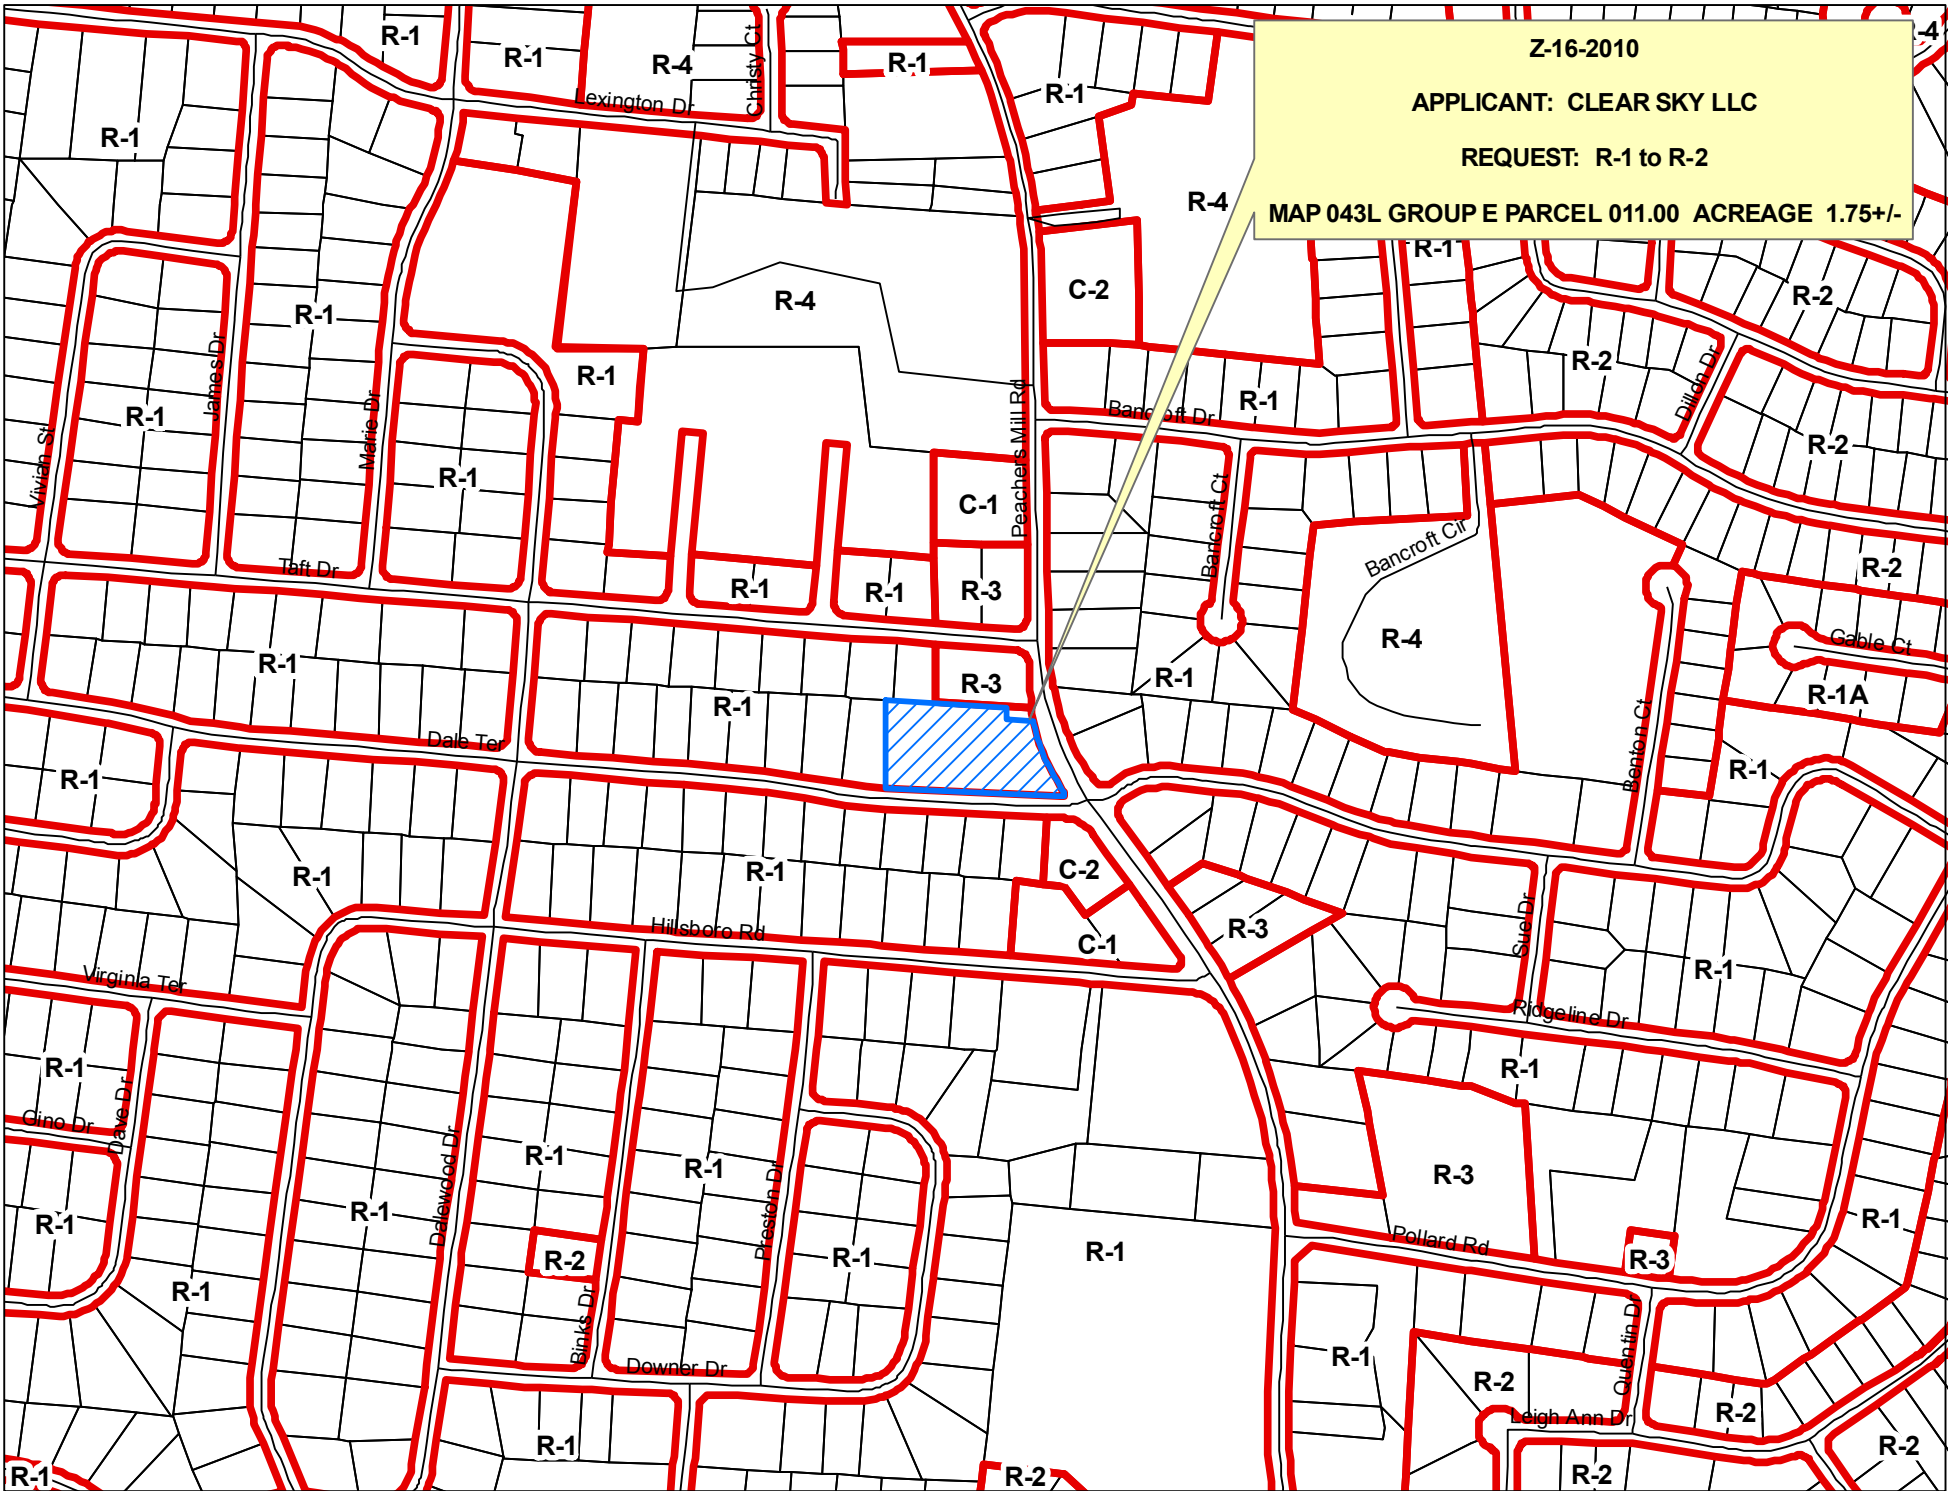 Z-16-2010
APPLICANT: CLEAR SKY LLC
REQUEST: R-1 to R-2
MAP 043L GROUP E PARCEL 011.00 ACREAGE 1.75+/-
R-1
R-1
R-4
Christy Ct
R-1
R-1
R-4
Lexington Dr
R-1
R-4
R-1
R-2
C-2
R-4
R-1
James Dr
R-1
R-2
Dillon Dr
R-1
Peachers Mill Rd
Bancroft Dr
R-1
R-1
Marie Dr
R-2
Vivian St
R-1
C-1
Bancroft Ct
Bancroft Cir
Taft Dr
R-1
R-1
R-3
R-2
R-4
Gable Ct
R-1
R-3
R-1
R-1A
R-1
Dale Ter
Benton Ct
R-1
R-1
R-1
R-1
C-2
Hillsboro Rd
C-1
R-3
Sue Dr
R-1
Virginia Ter
Ridgeline Dr
R-1
Dave Dr
R-1
Gino Dr
R-1
R-1
R-3
Dalewood Dr
Preston Dr
R-1
R-1
R-1
Pollard Rd
R-1
R-2
R-1
R-1
R-3
R-1
Binks Dr
Quentin Dr
R-1
Downer Dr
R-2
R-2
Leigh Ann Dr
R-1
R-2
R-1
R-2
R-2